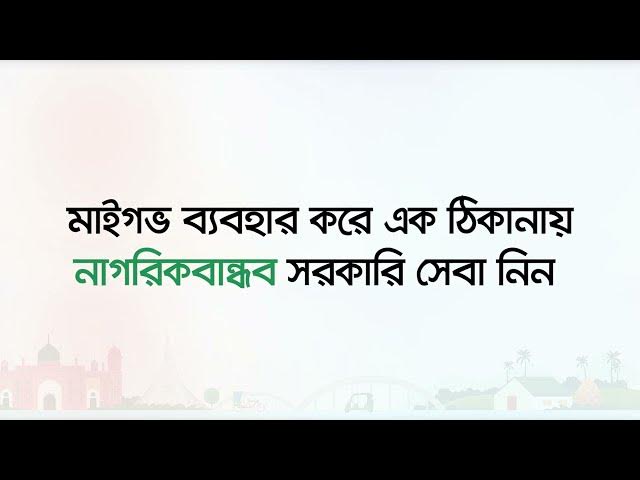 মাইগভ ব্যবহার করে এক ঠিকানায়
নাগরিকবান্ধব সরকারি সেবা নিন